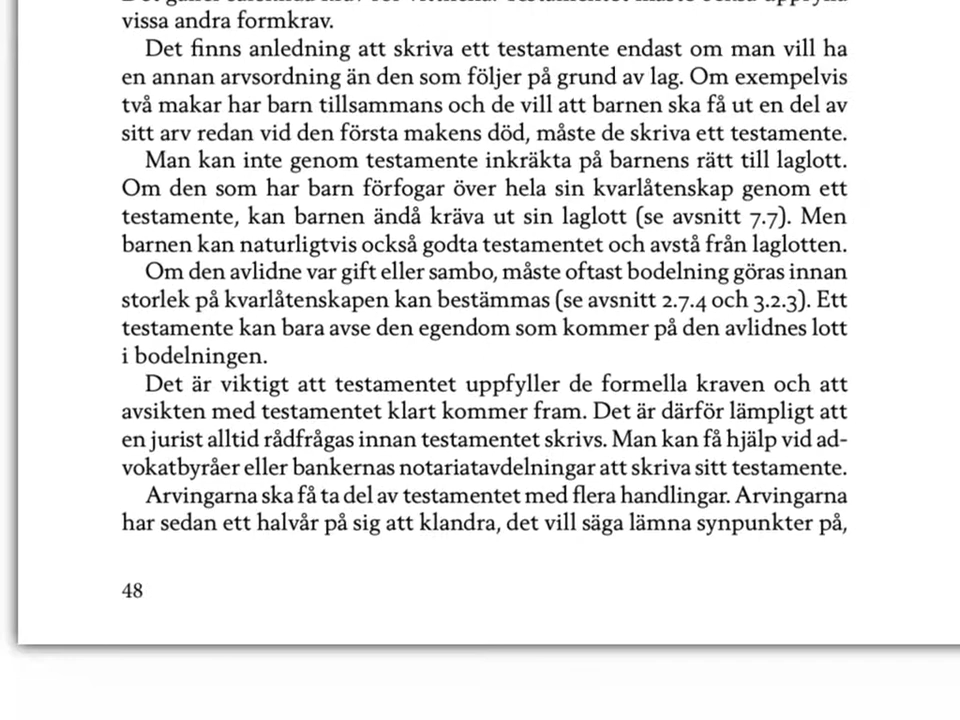 vissa andra formkrav.
Det finns anledning att skriva ett testamente endast om man vill ha
en annan arvsordning än den som följer på grund av lag. Om exempelvis
två makar har barn tillsammans och de vill att barnen ska få ut en del av
sitt arv redan vid den första makens död, måste de skriva ett testamente.
Man kan inte genom testamente inkräkta på barnens rätt till laglott.
Om den som har barn förfogar över hela sin kvarlåtenskap genom ett
testamente, kan barnen ändå kräva ut sin laglott (se avsnitt 7.7). Men
barnen kan naturligtvis också godta testamentet och avstå från laglotten.
Om den avlidne var gift eller sambo, måste oftast bodelning göras innan
storlek på kvarlåtenskapen kan bestämmas (se avsnitt 2.7.4 och 3.2.3). Ett
testamente kan bara avse den egendom som kommer på den avlidnes lott
i bodelningen.
Det är viktigt att testamentet uppfyller de formella kraven och att
avsikten med testamentet klart kommer fram. Det är därför lämpligt att
en jurist alltid rådfrågas innan testamentet skrivs. Man kan få hjälp vid ad-
vokatbyråer eller bankernas notariatavdelningar att skriva sitt testamente.
Arvingarna ska få ta del av testamentet med flera handlingar. Arvingarna
har sedan ett halvår på sig att klandra, det vill säga lämna synpunkter på,
48